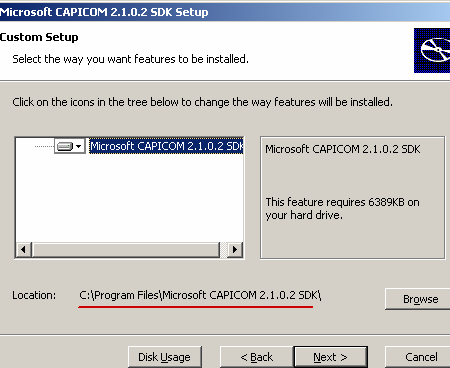 Microsoft CAPICOM 2.1.0.2 SDK Setup
Custom Setup
Select the way you want features to be installed.
Click on the icons in the tree below to change the way features will be installed.
Microsoft CAPICOM 2.1.0.2 SDK
Microsoft CAPICOM 2.1.0.2 SDK
This feature requires 6389KB on
your hard drive.
Location: C:\Program Files\Microsoft CAPICOM 2.1.0.2 SDK\
Browse
Disk Usage < Back Next > Cancel